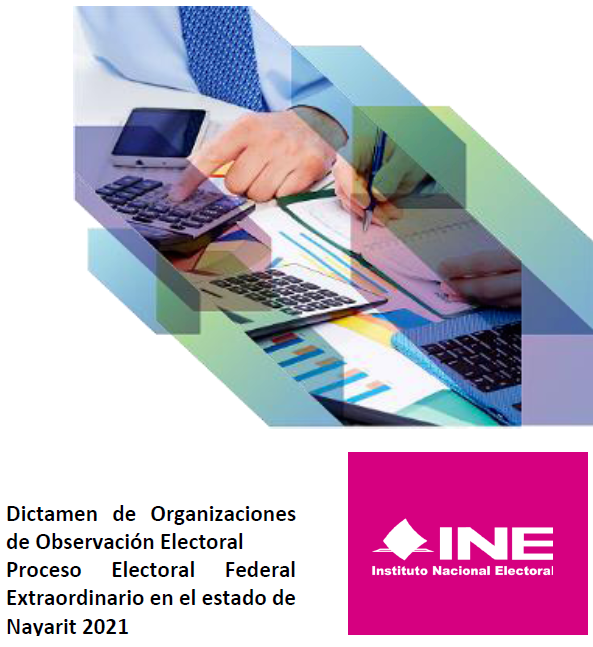 Dictamen de Organizaciones
de Observación Electoral
Proceso Electoral Federal
Extraordinario en el estado de
Nayarit 2021
INE
Instituto Nacional Electoral